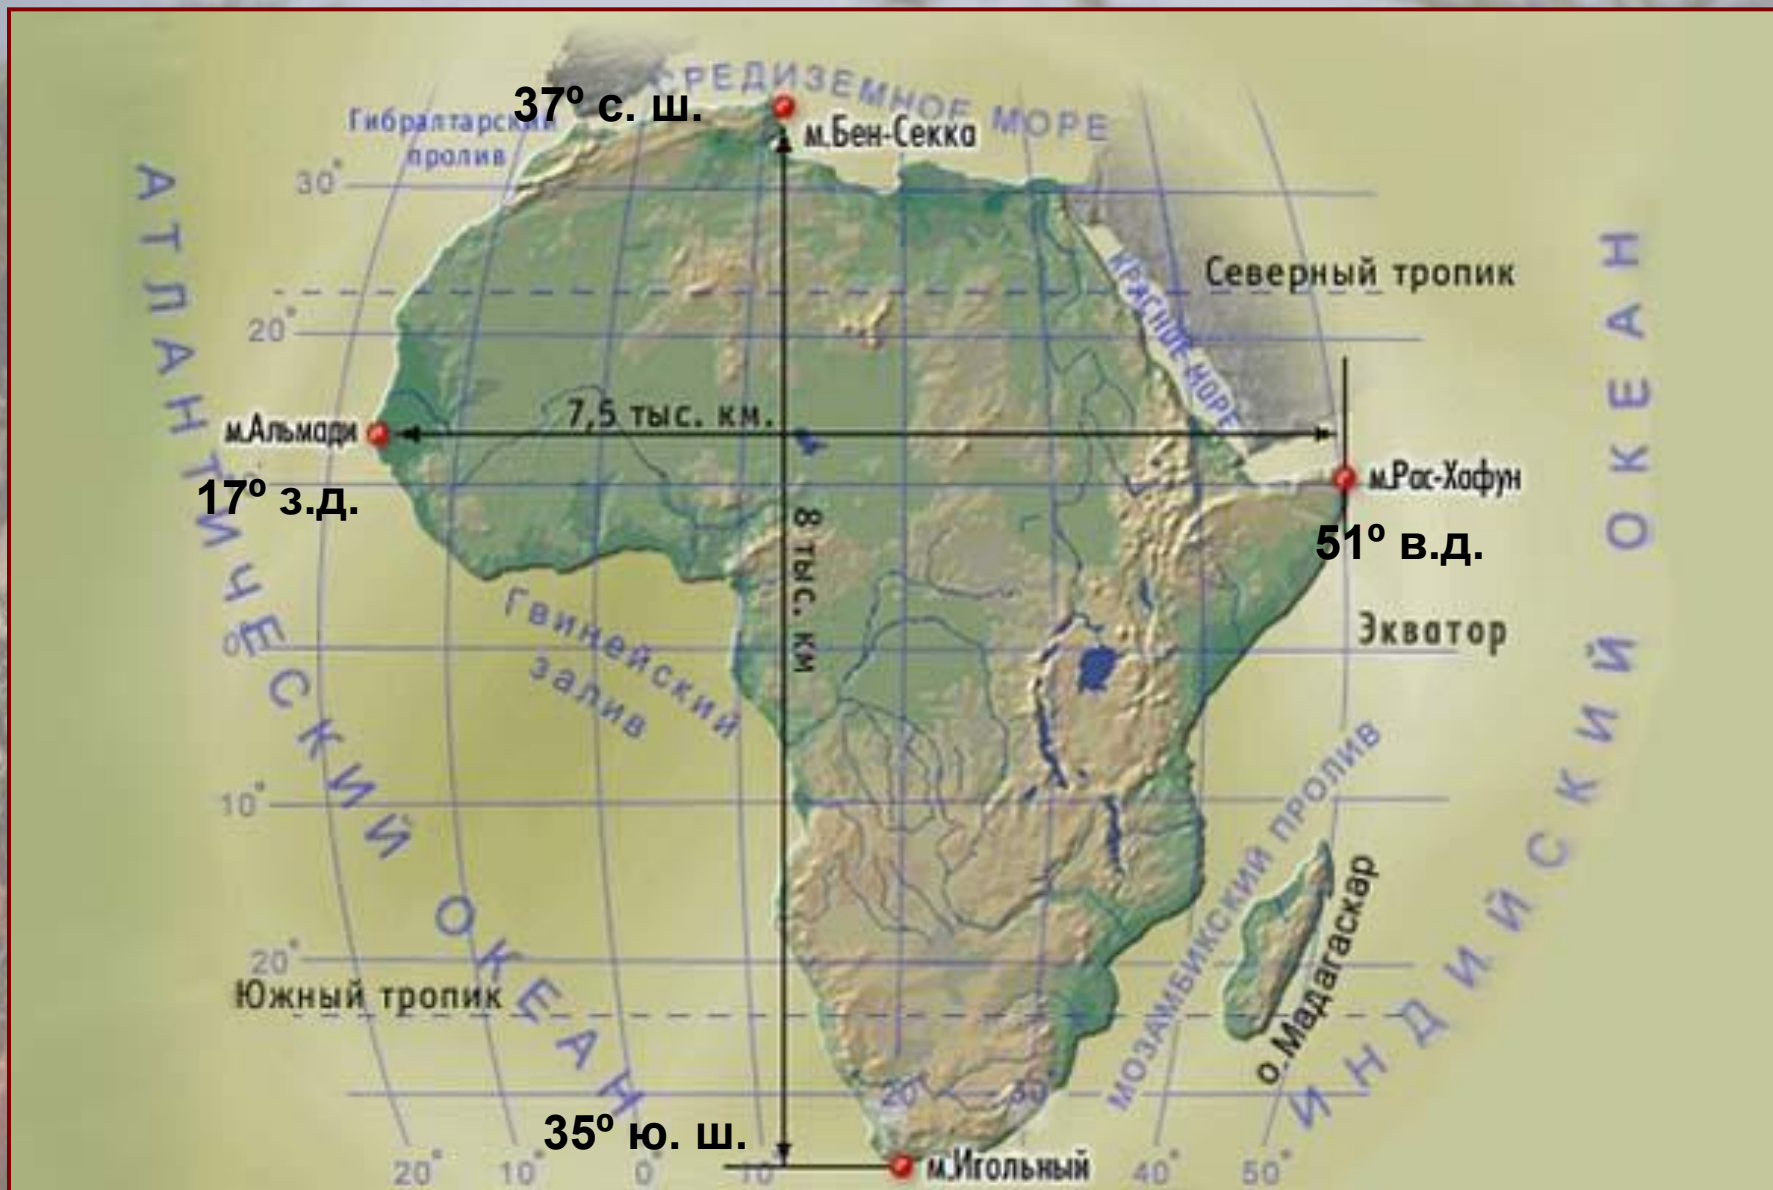 СРЕДИЗЕМНОЕ МОРЕ
37º с. ш.
Гибралтарский
пролив
м.Бен-Секка
30°
АТЛАНТИЧЕСКИЙ ОКЕАН
Северный тропик
КРАСНОЕ МОРЕ
20°
7,5 тыс. км.
м.Альмади
17º з.д.
м.Рас-Хафун
51º в.д.
8 тыс. км
Гвинейский
залив
0°
Экватор
ИНДИЙСКИЙ ОКЕАН
10°
МОЗАМБИКСКИЙ ПРОЛИВ
о.Мадагаскар
20°
Южный тропик
20°
30°
35º ю. ш.
м.Игольный
20°
10°
0°
10°
40°
50°